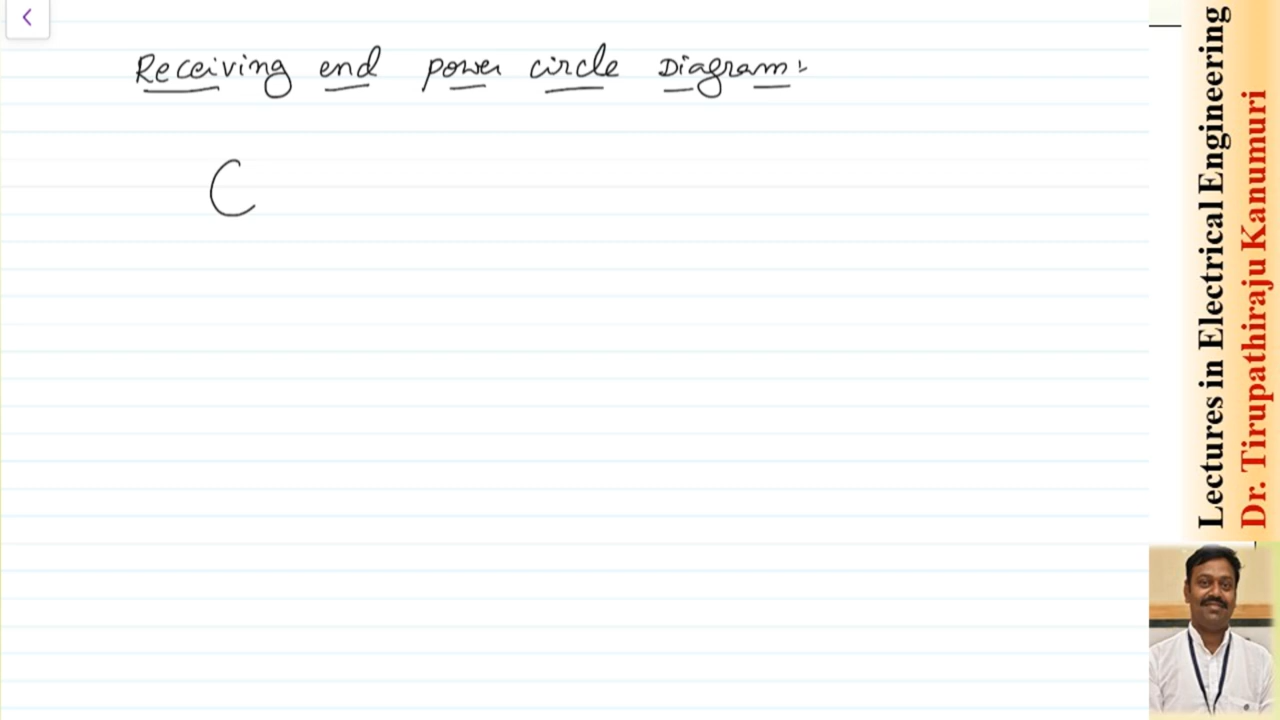 Receiving end power circle Diagram:
C
Lectures in Electrical Engineering
Dr. Tirupathiraju Kanumuri